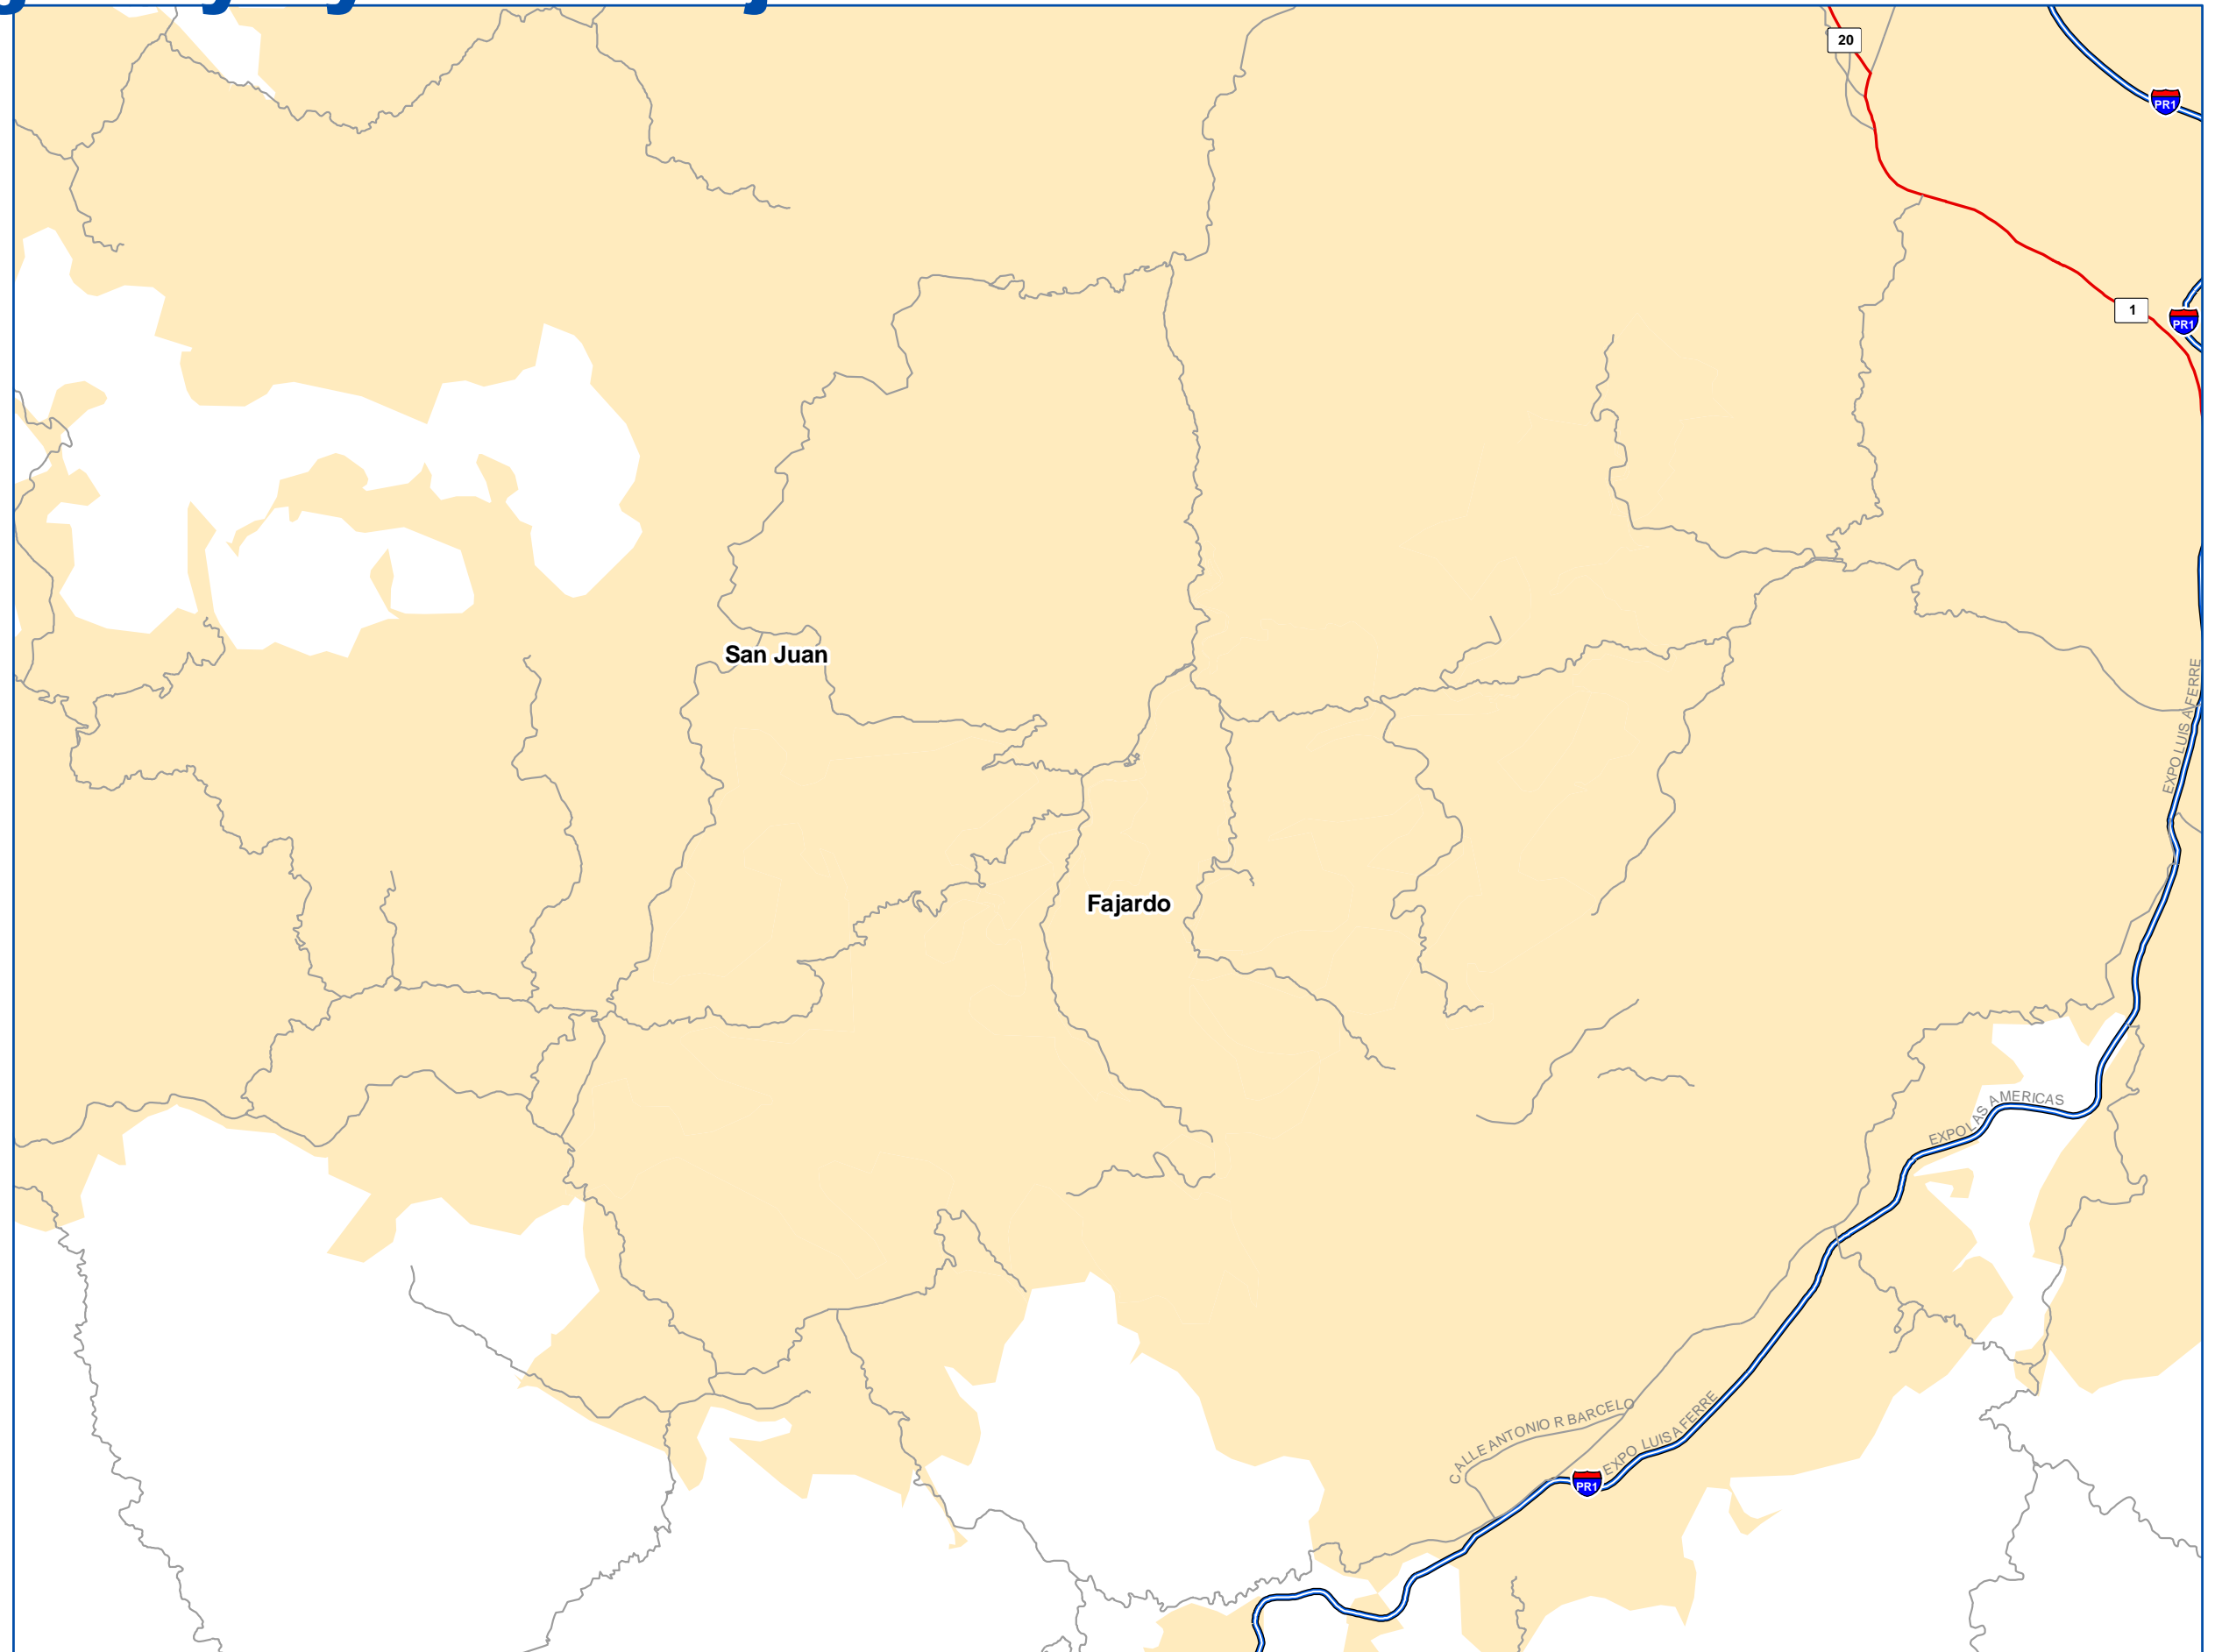 20
PR1
1
PR1
San Juan
EXPO LUIS A FERRE
Fajardo
EXPO LAS AMERICAS
CALLE ANTONIO R BARCELO
EXPO LUIS A FERRE
PR1